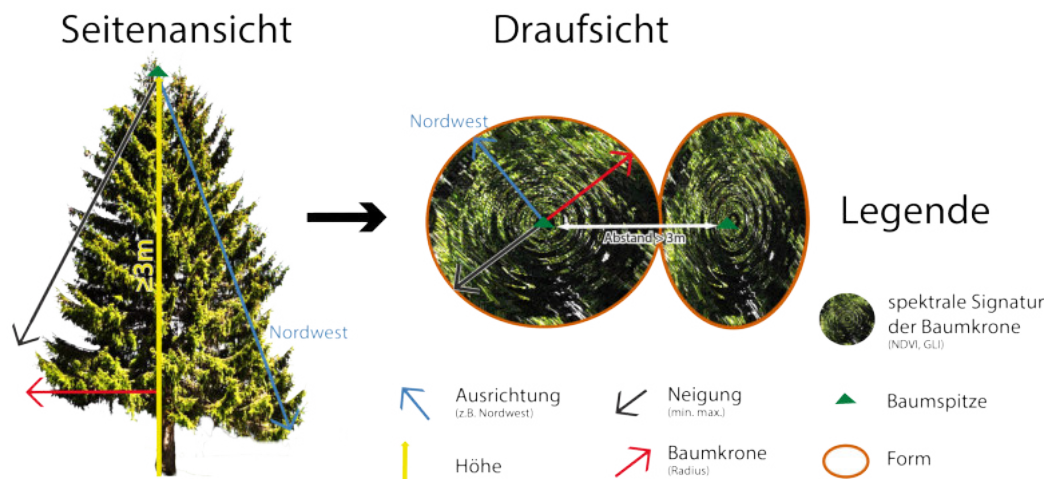 Seitenansicht
Draufsicht
Nordwest
Abstand > 3m
≥3m
Nordwest
Legende
spektrale Signatur
der Baumkrone
(NDVI, GLI)
Ausrichtung
(z.B. Nordwest)
Neigung
(min. max.)
Baumspitze
Höhe
Baumkrone
(Radius)
Form